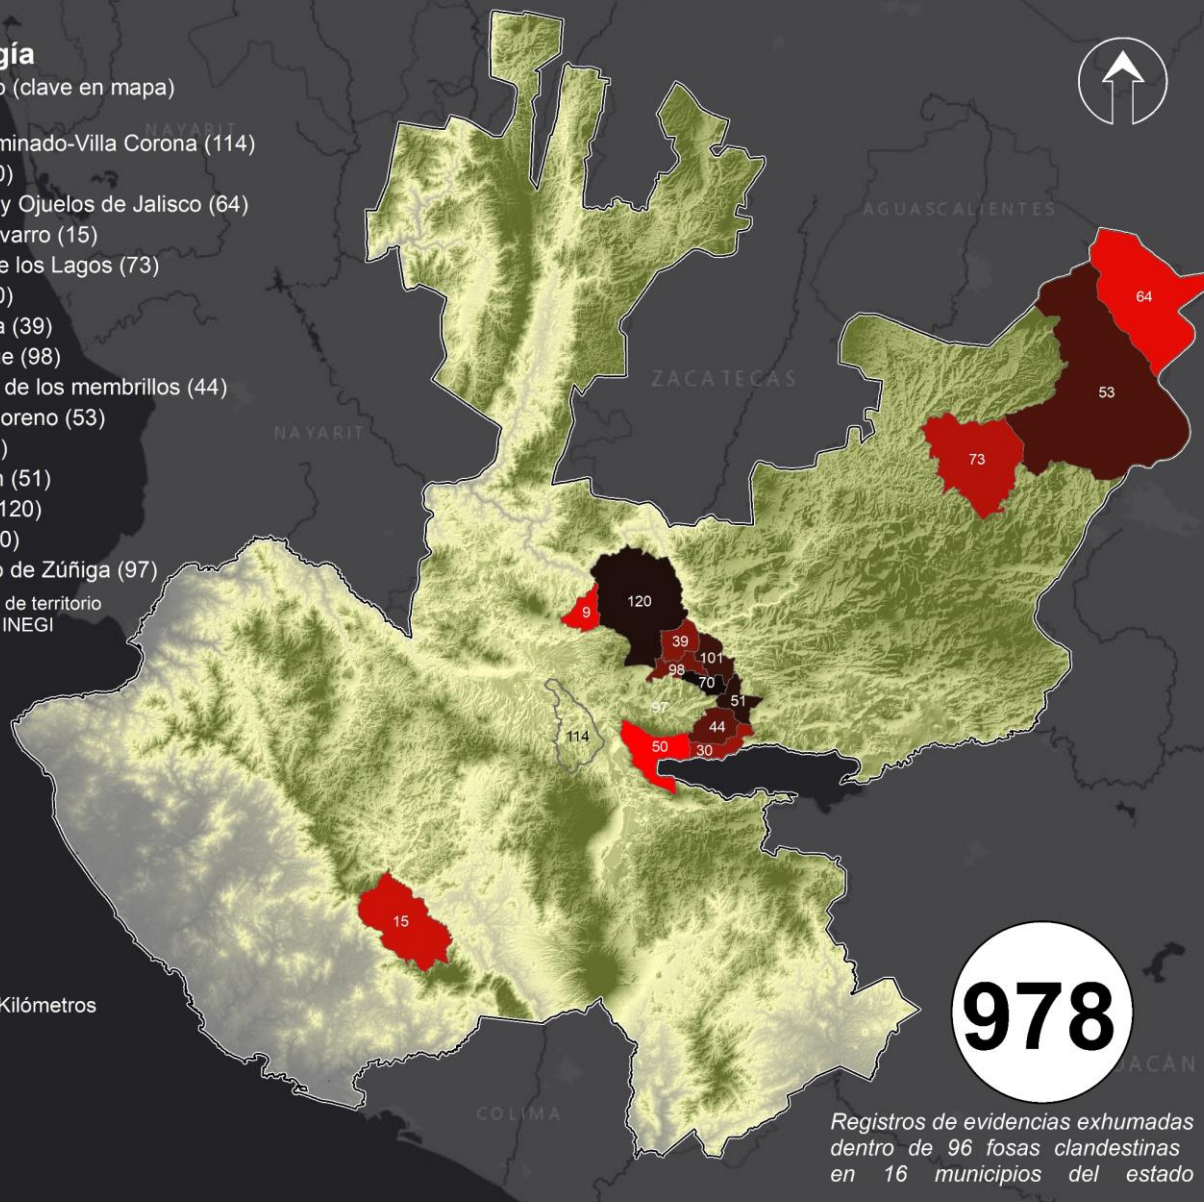 gía
o (clave en mapa)
minado-Villa Corona (114)
0)
y Ojuelos de Jalisco (64)
varro (15)
e los Lagos (73)
0)
a (39)
e (98)
de los membrillos (44)
oreno (53)
)
n (51)
120)
0)
o de Zúñiga (97)
de territorio
INEGI
Kilómetros
NAYARIT
NAYARIT
ZACATECAS
AGUASCALIENTES
COLIMA
OACÁN
64
53
73
120
9
39
101
98
70
51
97
44
114
50
30
15
978
Registros de evidencias exhumadas
dentro de 96 fosas clandestinas
en 16 municipios del estado